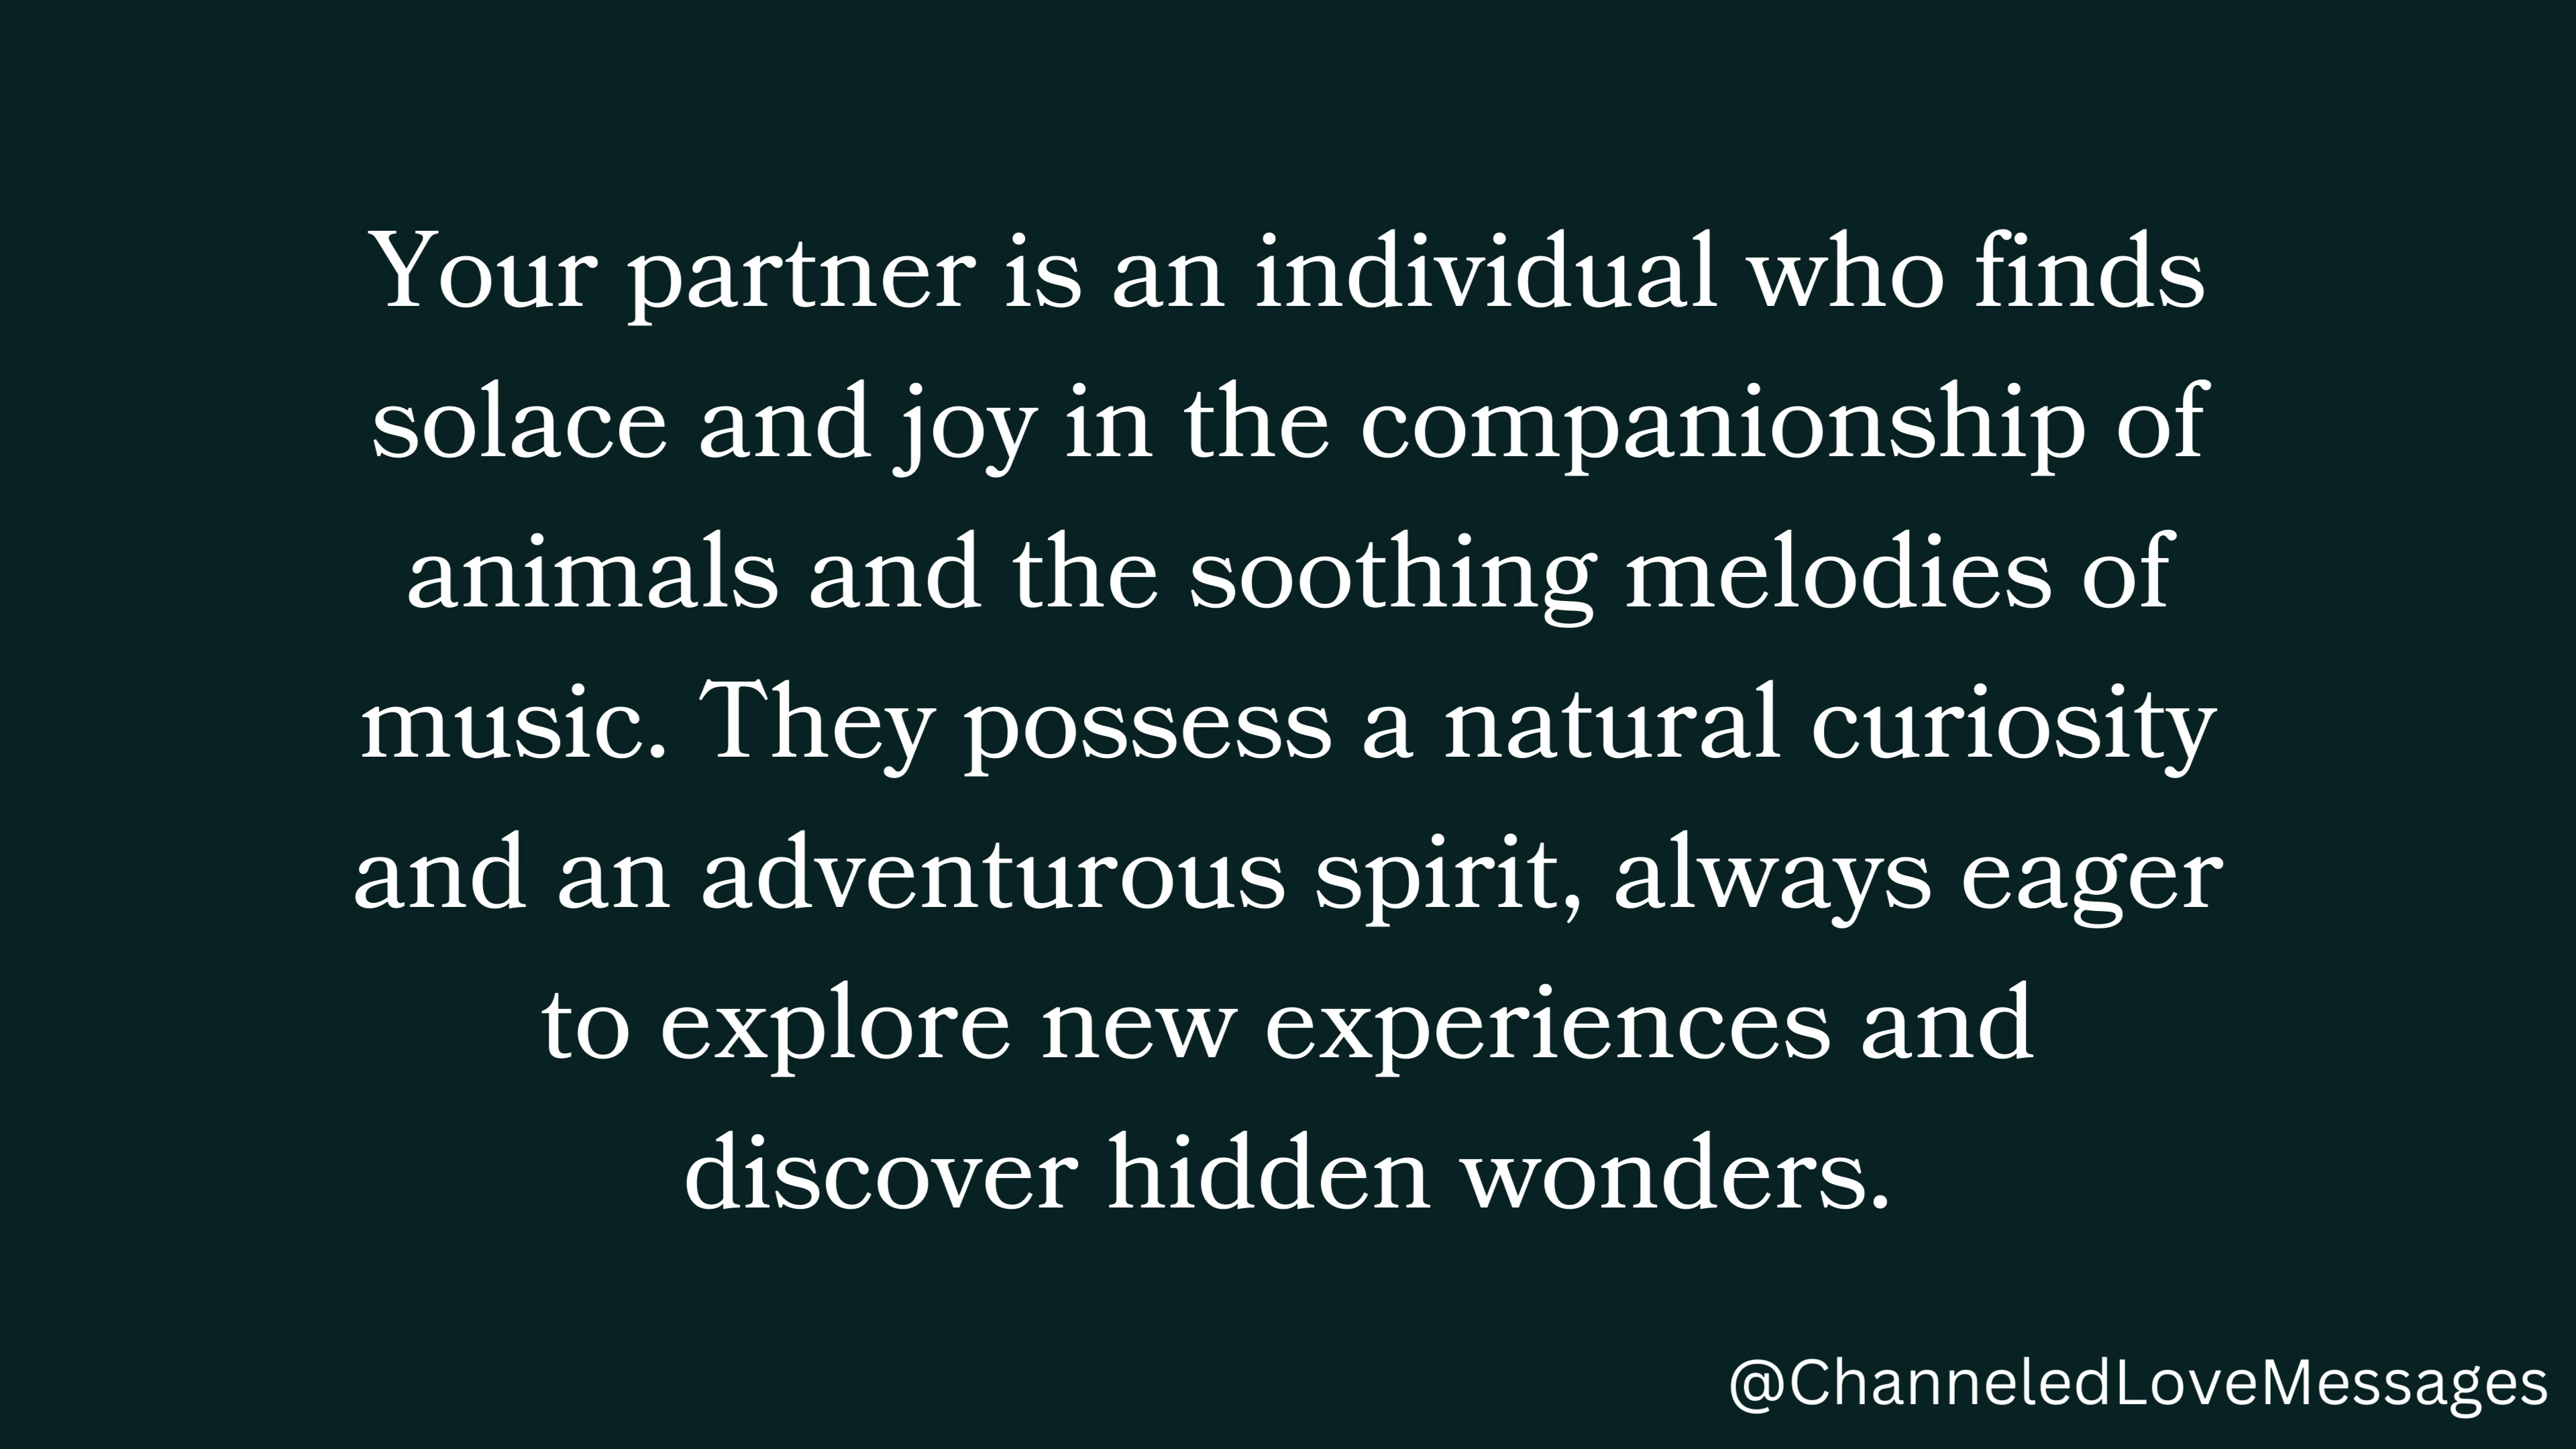 Your partner is an individual who finds
solace and joy in the companionship of
animals and the soothing melodies of
music. They possess a natural curiosity
and an adventurous spirit, always eager
to explore new experiences and
discover hidden wonders.
@ChanneledLoveMessages